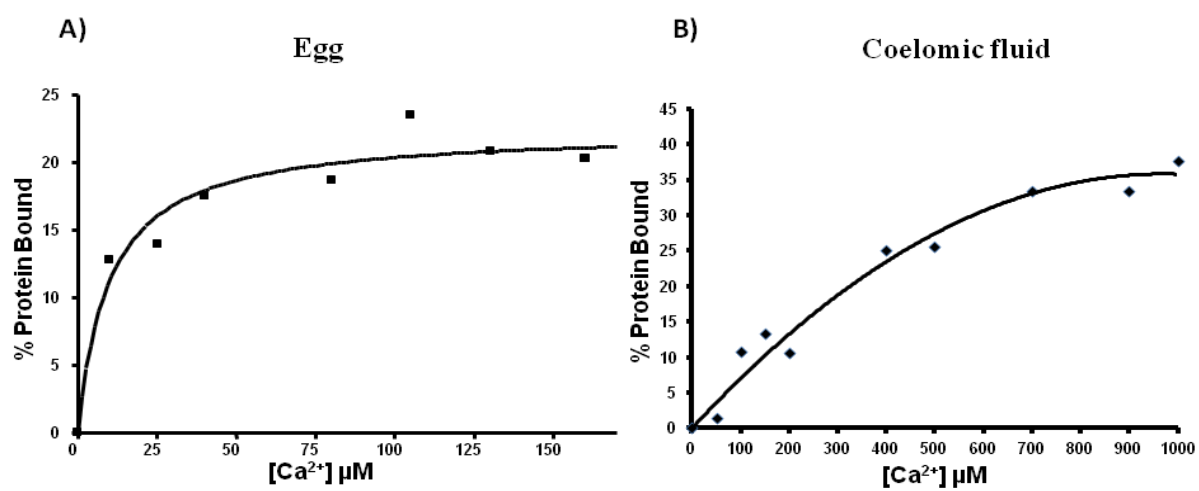 A)
Egg
% Protein Bound
25
20
15
10
5
0
0 25 50 75 100 125 150
[Ca²⁺] µM
B)
Coelomic fluid
% Protein Bound
45
40
35
30
25
20
15
10
5
0
0 100 200 300 400 500 600 700 800 900 1000
[Ca²⁺] µM